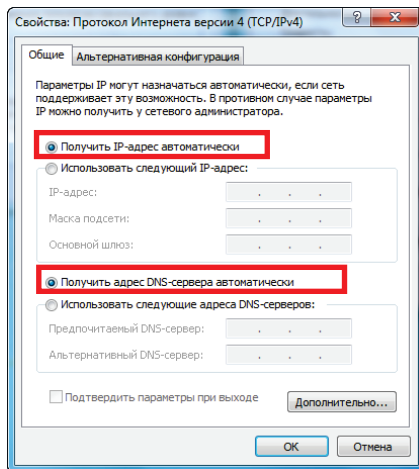 Свойства: Протокол Интернета версии 4 (TCP/IPv4)
Общие Альтернативная конфигурация
Параметры IP могут назначаться автоматически, если сеть
поддерживает эту возможность. В противном случае параметры
IP можно получить у сетевого администратора.
Получить IP-адрес автоматически
Использовать следующий IP-адрес:
IP-адрес:
Маска подсети:
Основной шлюз:
Получить адрес DNS-сервера автоматически
Использовать следующие адреса DNS-серверов:
Предпочитаемый DNS-сервер:
Альтернативный DNS-сервер:
Подтвердить параметры при выходе
Дополнительно...
ОК Отмена